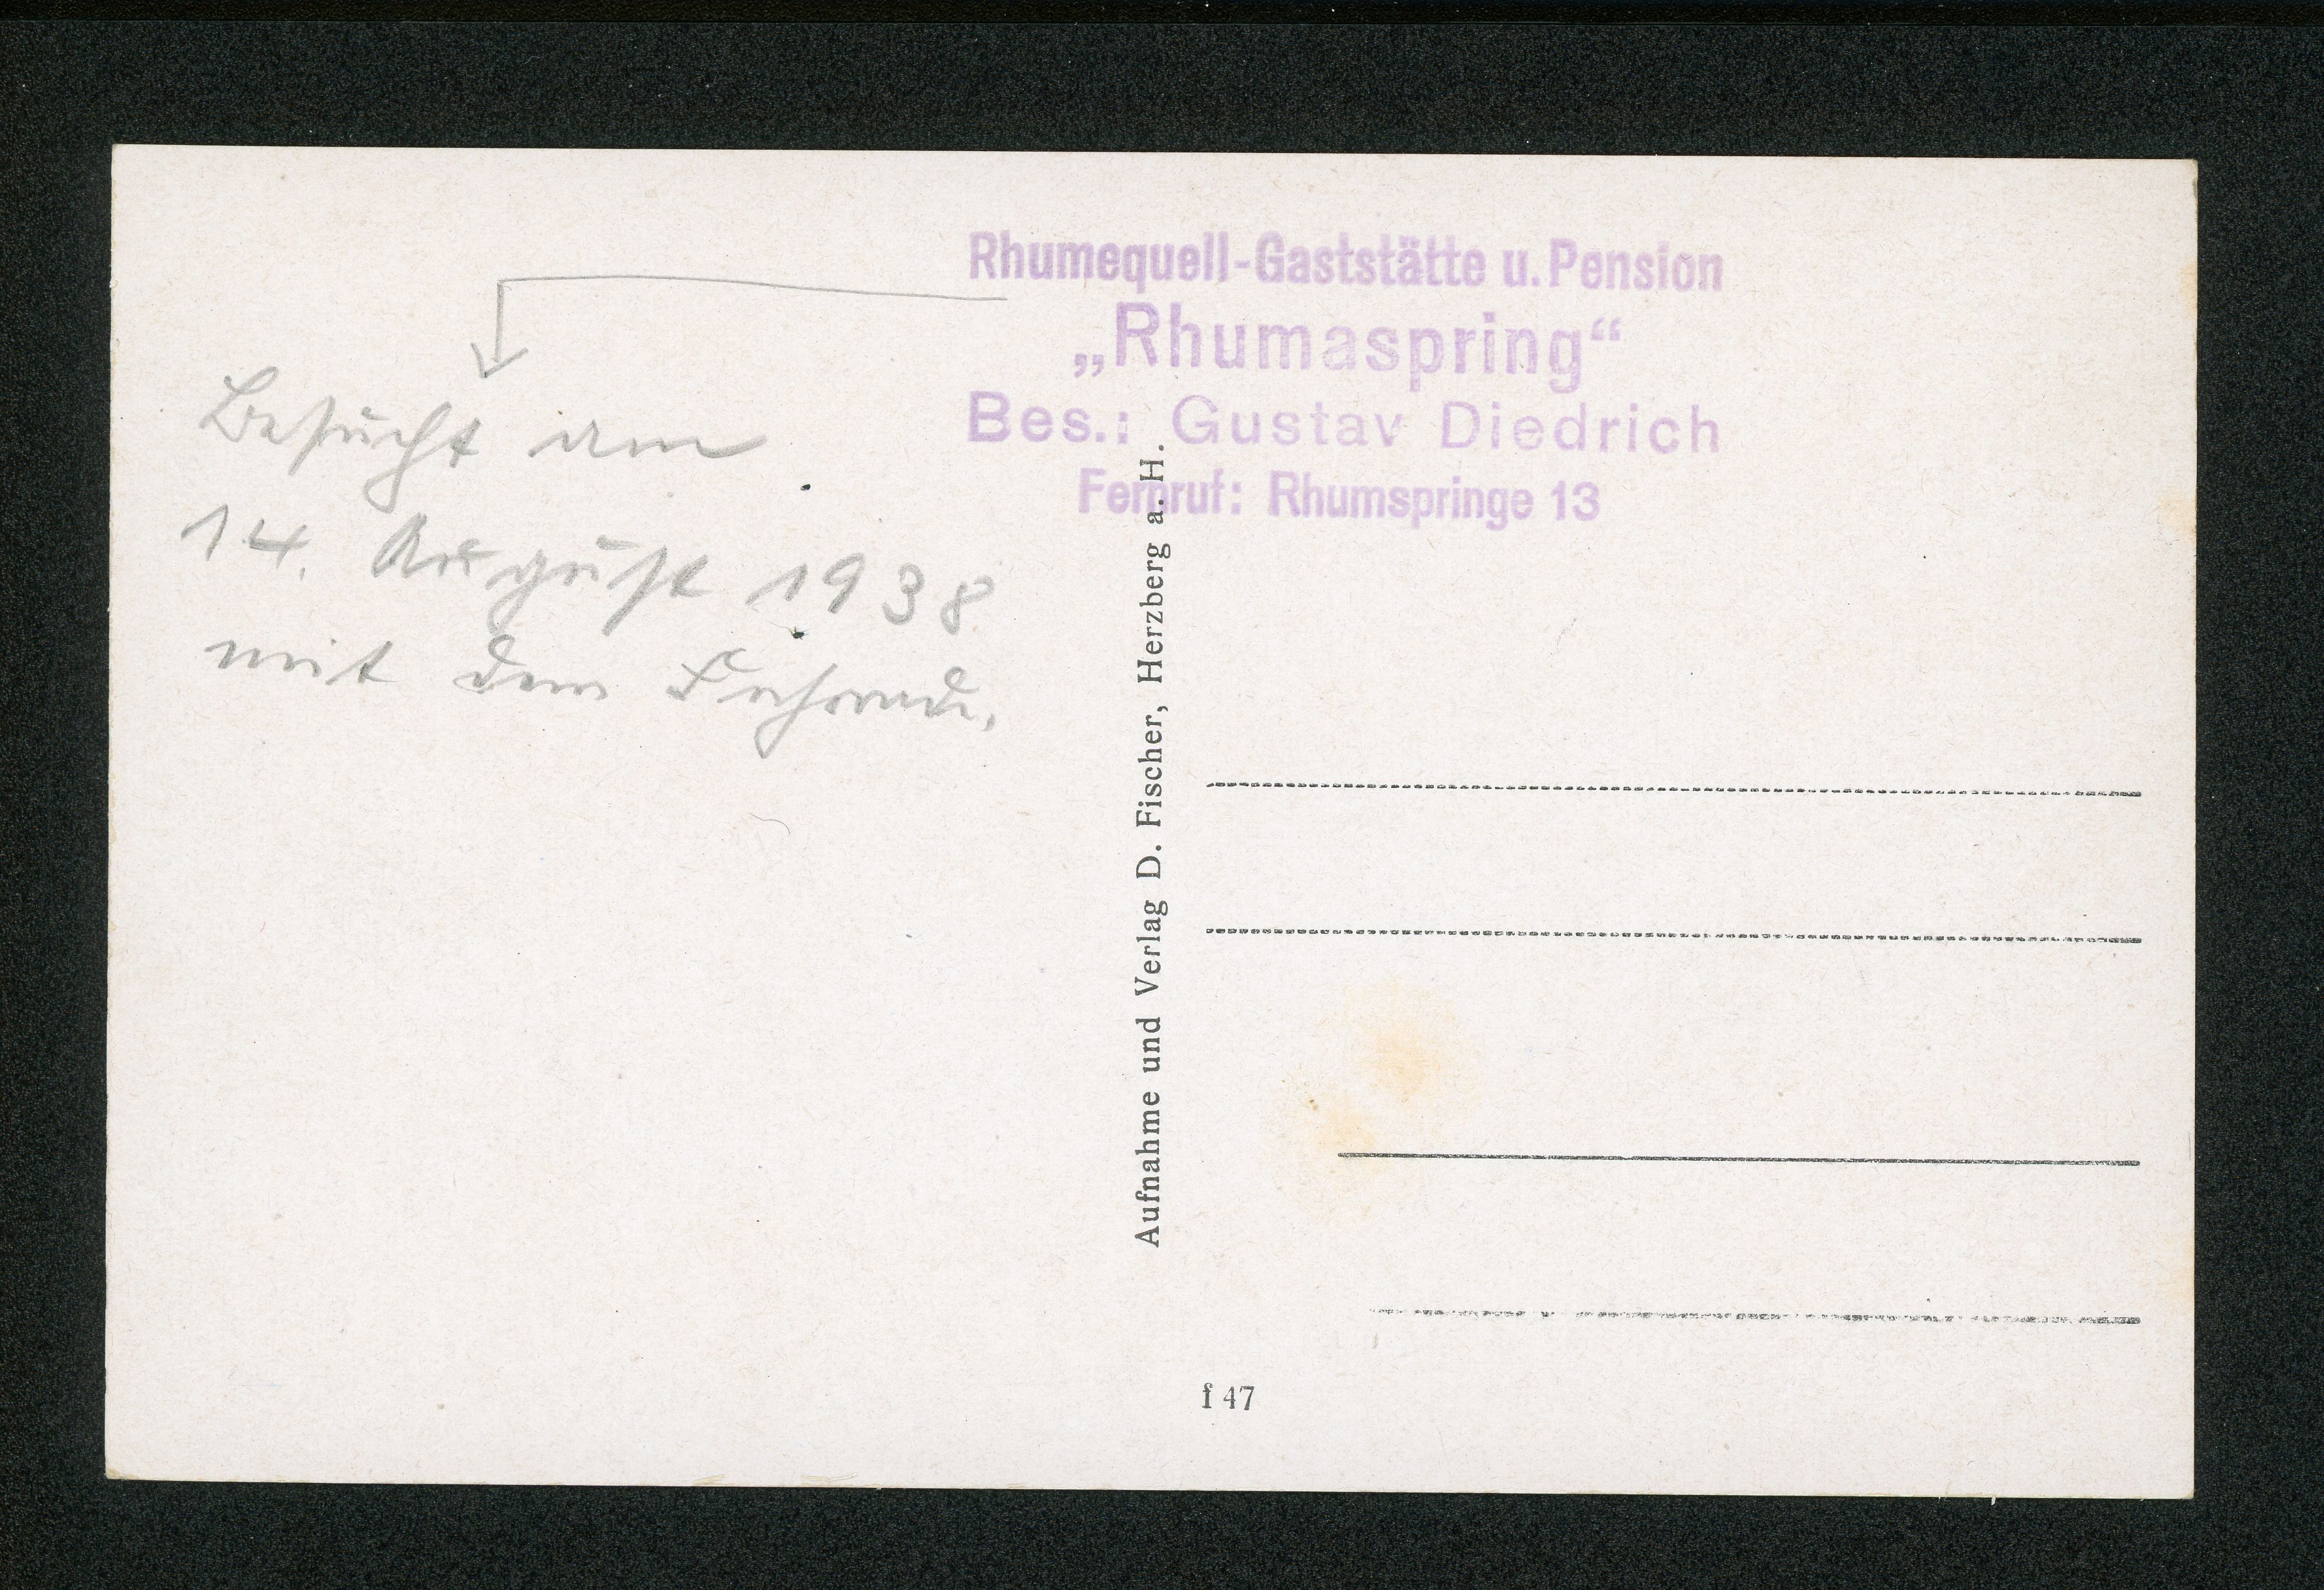 Rhumequell-Gaststätte u. Pension
„Rhumaspring“
Bes.: Gustav Diedrich
Fernruf: Rhumspringe 13
Besucht am
14. August 1938
mit dem Fahrrade.
Aufnahme und Verlag D. Fischer, Herzberg a. H.
f 47